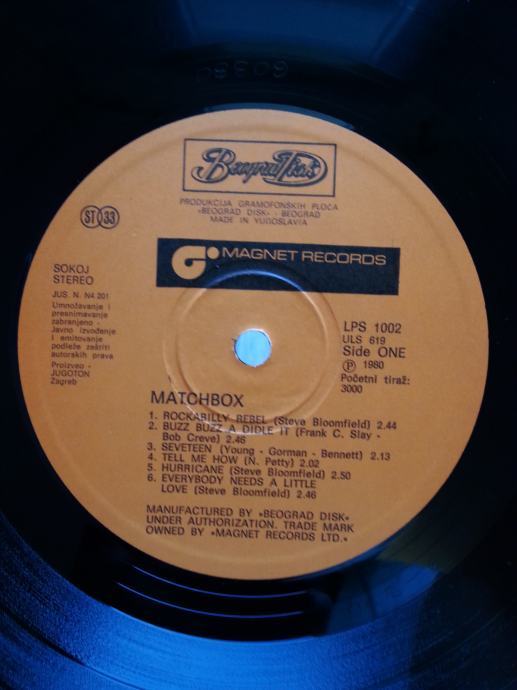 Beograd Disk
PRODUKCIJA GRAMOFONSKIH PLOČA
»BEOGRAD DISK« - BEOGRAD
MADE IN YUGOSLAVIA
ST 33
MAGNET RECORDS
SOKOJ
STEREO
JUS. N. N4 201
Umnožavanje i
presnimavanje
zabranjeno -
Javno izvođenje
i emitovanje
podleže zaštiti
autorskih prava
Proizveo -
JUGOTON
Zagreb
LPS 1002
ULS 619
Side ONE
Ⓟ 1980
Početni tiraž:
3000
MATCHBOX
1. ROCKABILLY REBEL (Steve Bloomfield) 2.44
2. BUZZ BUZZ A DIDLE IT (Frank C. Slay -
Bob Creve) 2.46
3. SEVETEEN (Young - Gorman - Bennett) 2.13
4. TELL ME HOW (N. Petty) 2.02
5. HURRICANE (Steve Bloomfield) 2.50
6. EVERYBODY NEEDS A LITTLE
LOVE (Steve Bloomfield) 2.46
MANUFACTURED BY »BEOGRAD DISK«
UNDER AUTHORIZATION. TRADE MARK
OWNED BY »MAGNET RECORDS LTD.«